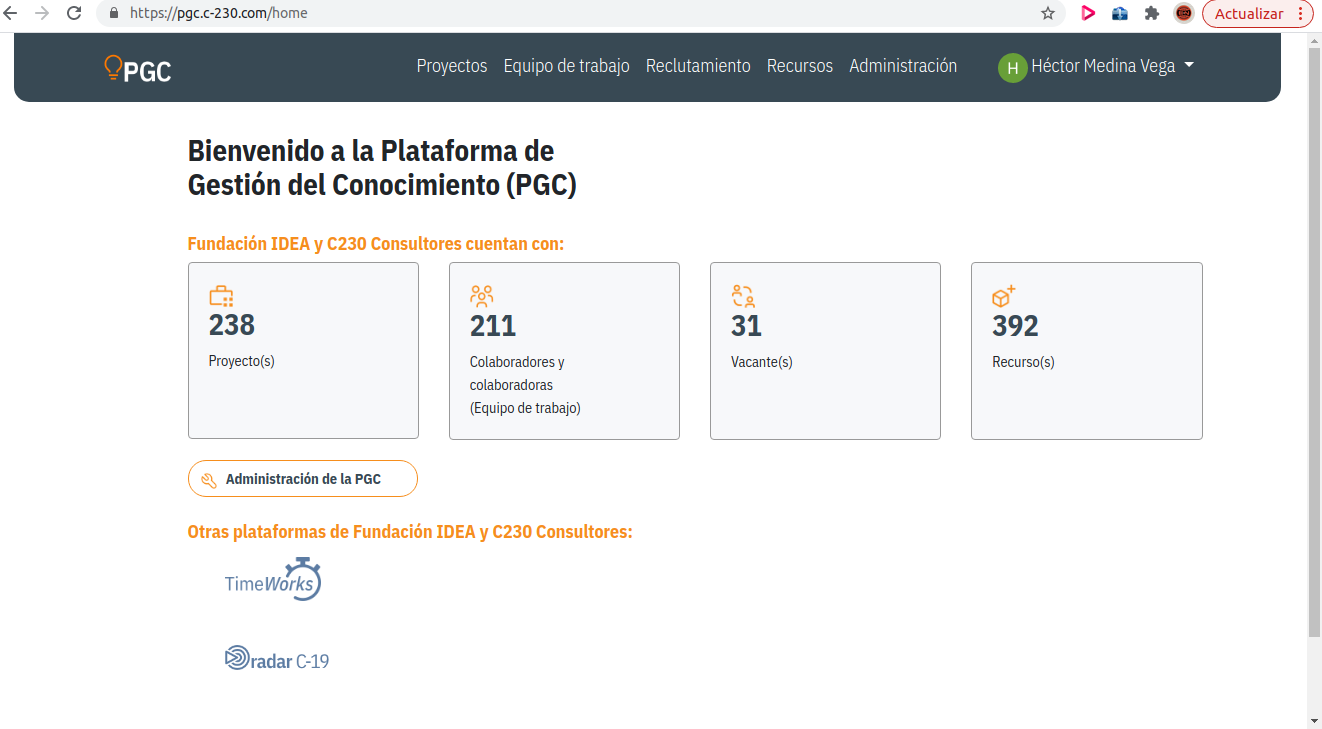 https://pgc.c-230.com/home
Actualizar
PGC
Proyectos Equipo de trabajo Reclutamiento Recursos Administración
H Héctor Medina Vega
Bienvenido a la Plataforma de
Gestión del Conocimiento (PGC)
Fundación IDEA y C230 Consultores cuentan con:
238
Proyecto(s)
211
Colaboradores y
colaboradoras
(Equipo de trabajo)
31
Vacante(s)
392
Recurso(s)
Administración de la PGC
Otras plataformas de Fundación IDEA y C230 Consultores:
TimeWorks
radar C-19